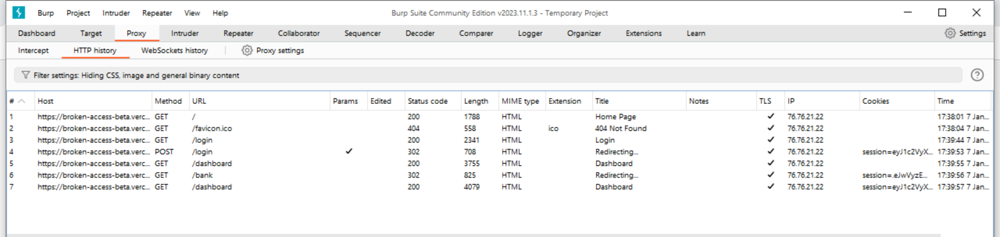 Burp Project Intruder Repeater View Help Burp Suite Community Edition v2023.11.1.3 - Temporary Project
Dashboard Target Proxy Intruder Repeater Collaborator Sequencer Decoder Comparer Logger Organizer Extensions Learn Settings
Intercept HTTP history WebSockets history Proxy settings
Filter settings: Hiding CSS, image and general binary content
# Host Method URL Params Edited Status code Length MIME type Extension Title Notes TLS IP Cookies Time
1 https://broken-access-beta.verc... GET / 200 1788 HTML Home Page ✓ 76.76.21.22 17:38:01 7 Jan...
2 https://broken-access-beta.verc... GET /favicon.ico 404 558 HTML ico 404 Not Found ✓ 76.76.21.22 17:38:04 7 Jan...
3 https://broken-access-beta.verc... GET /login 200 2341 HTML Login ✓ 76.76.21.22 17:39:44 7 Jan...
4 https://broken-access-beta.verc... POST /login ✓ 302 708 HTML Redirecting... ✓ 76.76.21.22 session=eyJ1c2VyX... 17:39:53 7 Jan...
5 https://broken-access-beta.verc... GET /dashboard 200 3755 HTML Dashboard ✓ 76.76.21.22 17:39:55 7 Jan...
6 https://broken-access-beta.verc... GET /bank 302 825 HTML Redirecting... ✓ 76.76.21.22 session=.eJwVyzE... 17:39:56 7 Jan...
7 https://broken-access-beta.verc... GET /dashboard 200 4079 HTML Dashboard ✓ 76.76.21.22 session=eyJ1c2VyX... 17:39:57 7 Jan...